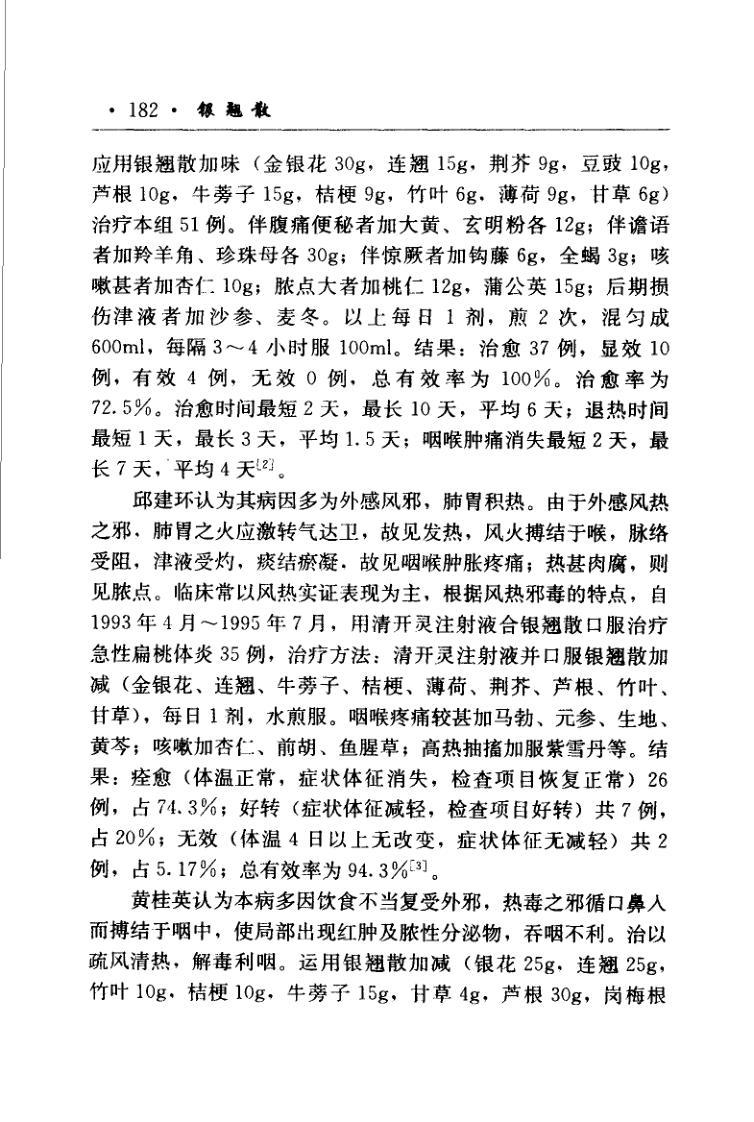 · 182 · 银翘散
应用银翘散加味（金银花 30g，连翘 15g，荆芥 9g，豆豉 10g，
芦根 10g，牛蒡子 15g，桔梗 9g，竹叶 6g，薄荷 9g，甘草 6g）
治疗本组 51 例。伴腹痛便秘者加大黄、玄明粉各 12g；伴谵语
者加羚羊角、珍珠母各 30g；伴惊厥者加钩藤 6g，全蝎 3g；咳
嗽甚者加杏仁 10g；脓点大者加桃仁 12g，蒲公英 15g；后期损
伤津液者加沙参、麦冬。以上每日 1 剂，煎 2 次，混匀成
600ml，每隔 3～4 小时服 100ml。结果：治愈 37 例，显效 10
例，有效 4 例，无效 0 例，总有效率为 100％。治愈率为
72.5％。治愈时间最短 2 天，最长 10 天，平均 6 天；退热时间
最短 1 天，最长 3 天，平均 1.5 天；咽喉肿痛消失最短 2 天，最
长 7 天，平均 4 天[2]。
邱建环认为其病因多为外感风邪，肺胃积热。由于外感风热
之邪，肺胃之火应激转气达卫，故见发热，风火搏结于喉，脉络
受阻，津液受灼，痰结瘀凝，故见咽喉肿胀疼痛；热甚肉腐，则
见脓点。临床常以风热实证表现为主，根据风热邪毒的特点，自
1993 年 4 月～1995 年 7 月，用清开灵注射液合银翘散口服治疗
急性扁桃体炎 35 例，治疗方法：清开灵注射液并口服银翘散加
减（金银花、连翘、牛蒡子、桔梗、薄荷、荆芥、芦根、竹叶、
甘草），每日 1 剂，水煎服。咽喉疼痛较甚加马勃、元参、生地、
黄芩；咳嗽加杏仁、前胡、鱼腥草；高热抽搐加服紫雪丹等。结
果：痊愈（体温正常，症状体征消失，检查项目恢复正常）26
例，占 74.3％；好转（症状体征减轻，检查项目好转）共 7 例，
占 20％；无效（体温 4 日以上无改变，症状体征无减轻）共 2
例，占 5.17％；总有效率为 94.3％[3]。
黄桂英认为本病多因饮食不当复受外邪，热毒之邪循口鼻入
而搏结于咽中，使局部出现红肿及脓性分泌物，吞咽不利。治以
疏风清热，解毒利咽。运用银翘散加减（银花 25g，连翘 25g，
竹叶 10g，桔梗 10g，牛蒡子 15g，甘草 4g，芦根 30g，岗梅根